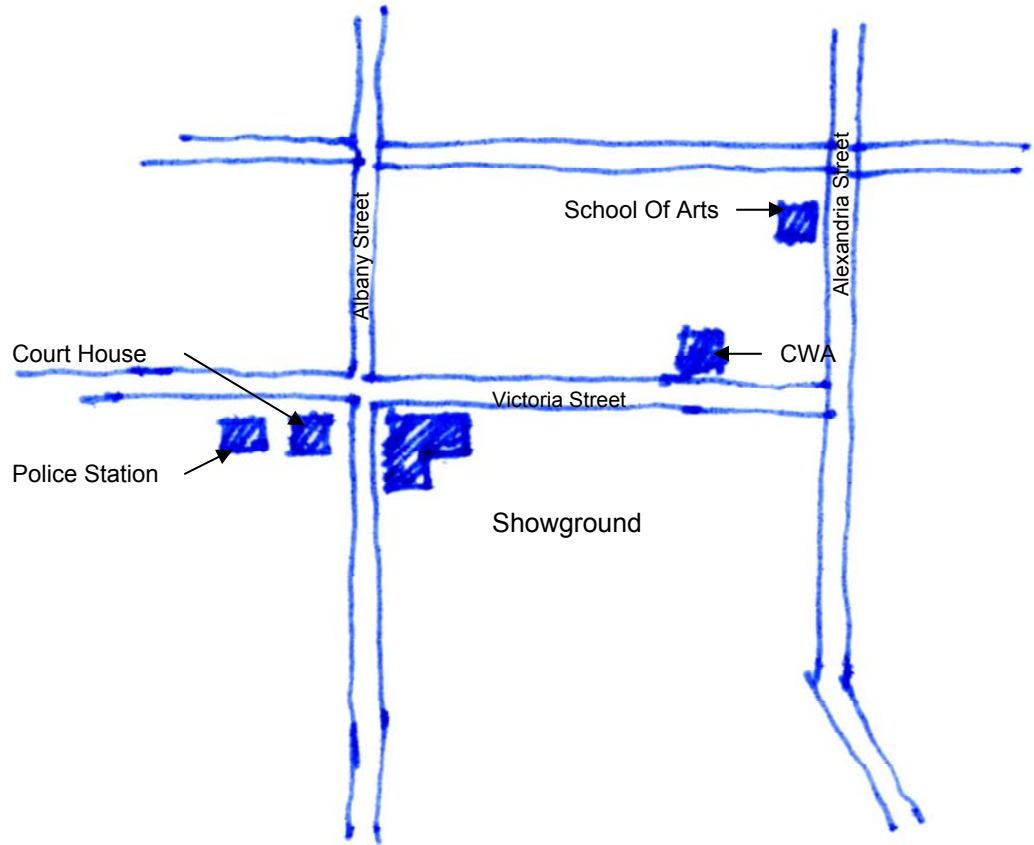 School Of Arts
Alexandria Street
Albany Street
Court House
CWA
Victoria Street
Police Station
Showground